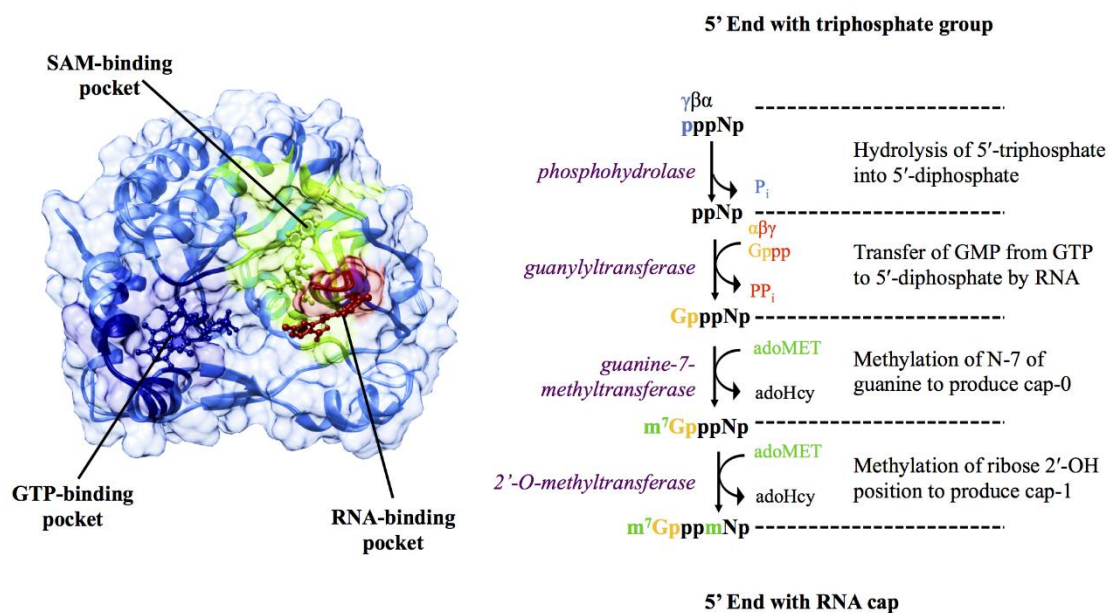 SAM-binding
pocket
GTP-binding
pocket
RNA-binding
pocket
5’ End with triphosphate group
γβα
pppNp
phosphohydrolase
Pi
Hydrolysis of 5′-triphosphate
into 5′-diphosphate
ppNp
αβγ
Gppp
guanylyltransferase
PPi
Transfer of GMP from GTP
to 5′-diphosphate by RNA
GpppNp
adoMET
guanine-7-
methyltransferase
adoHcy
Methylation of N-7 of
guanine to produce cap-0
m⁷GpppNp
adoMET
2’-O-methyltransferase
adoHcy
Methylation of ribose 2′-OH
position to produce cap-1
m⁷GpppmNp
5’ End with RNA cap